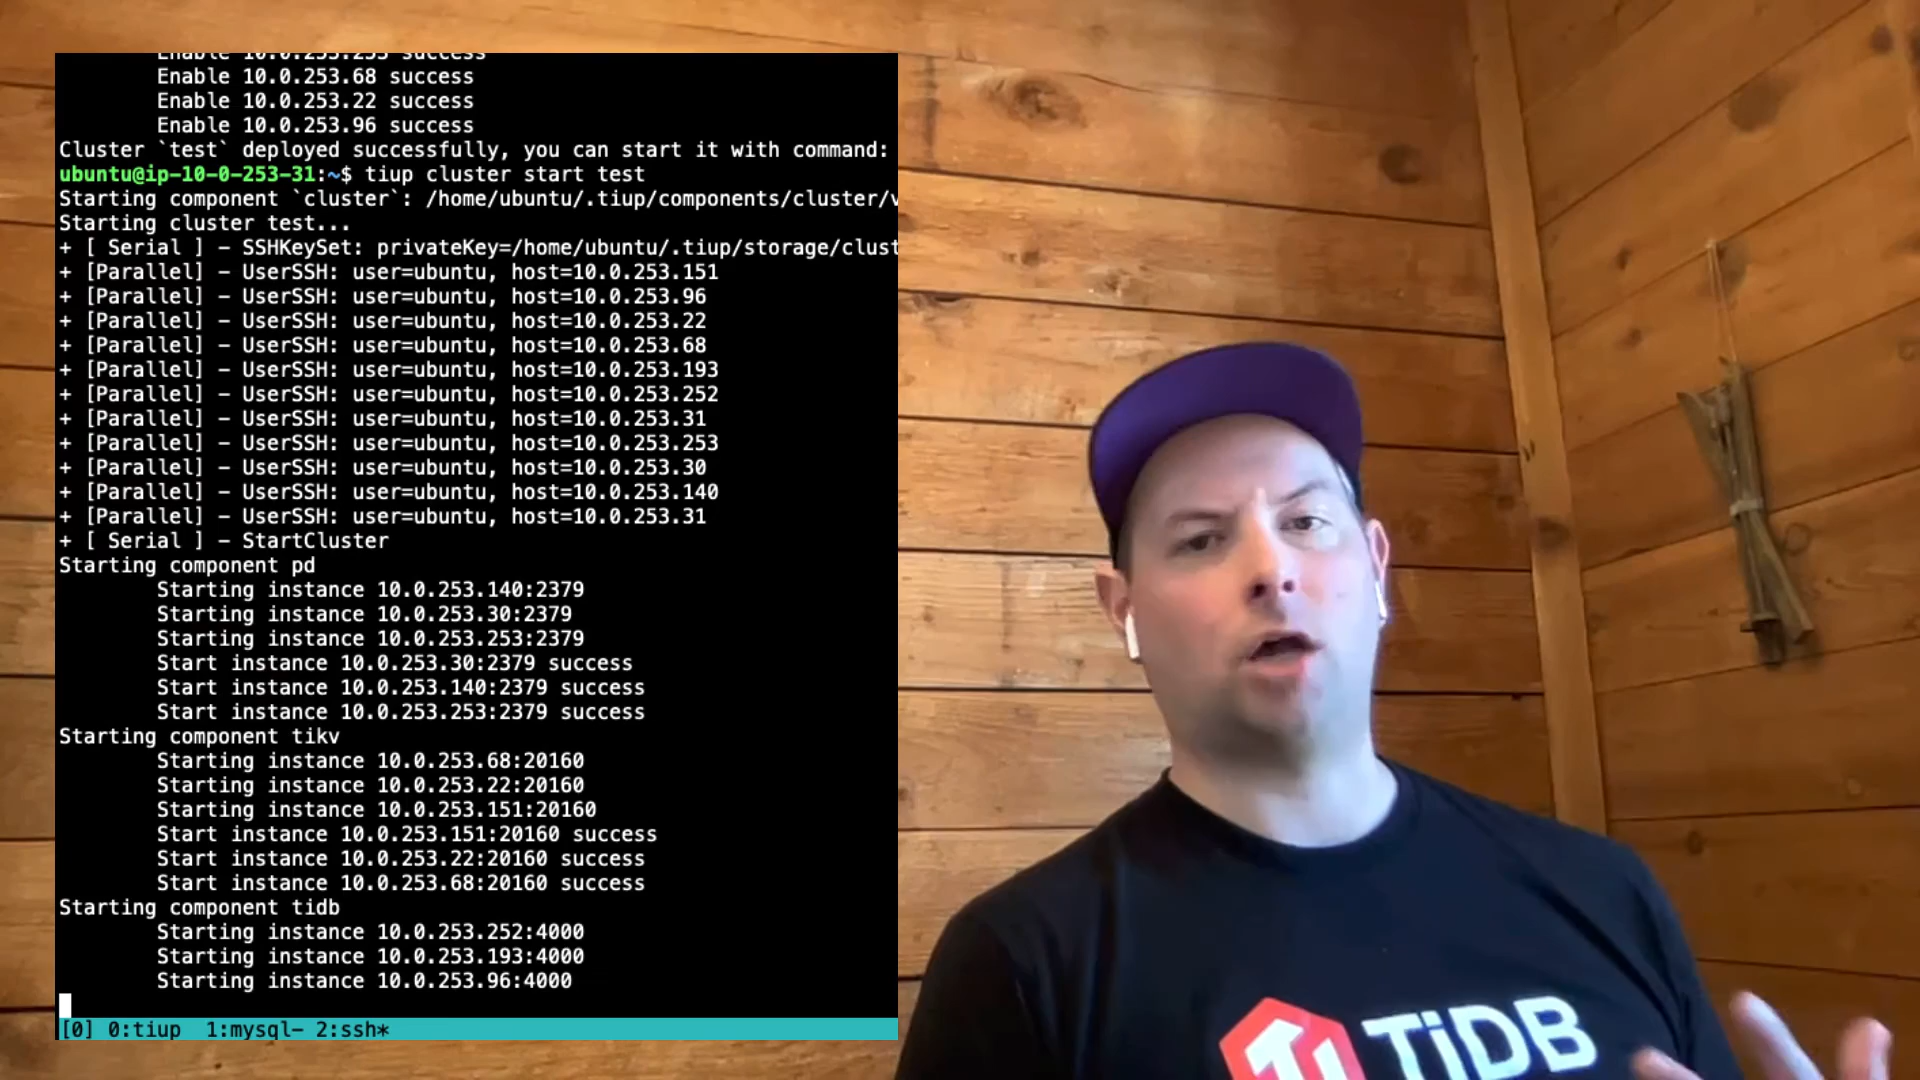 Enable 10.0.253.253 success
Enable 10.0.253.68 success
Enable 10.0.253.22 success
Enable 10.0.253.96 success
Cluster `test` deployed successfully, you can start it with command:
ubuntu@ip-10-0-253-31:~$ tiup cluster start test
Starting component `cluster`: /home/ubuntu/.tiup/components/cluster/v
Starting cluster test...
+ [ Serial ] - SSHKeySet: privateKey=/home/ubuntu/.tiup/storage/clust
+ [Parallel] - UserSSH: user=ubuntu, host=10.0.253.151
+ [Parallel] - UserSSH: user=ubuntu, host=10.0.253.96
+ [Parallel] - UserSSH: user=ubuntu, host=10.0.253.22
+ [Parallel] - UserSSH: user=ubuntu, host=10.0.253.68
+ [Parallel] - UserSSH: user=ubuntu, host=10.0.253.193
+ [Parallel] - UserSSH: user=ubuntu, host=10.0.253.252
+ [Parallel] - UserSSH: user=ubuntu, host=10.0.253.31
+ [Parallel] - UserSSH: user=ubuntu, host=10.0.253.253
+ [Parallel] - UserSSH: user=ubuntu, host=10.0.253.30
+ [Parallel] - UserSSH: user=ubuntu, host=10.0.253.140
+ [Parallel] - UserSSH: user=ubuntu, host=10.0.253.31
+ [ Serial ] - StartCluster
Starting component pd
Starting instance 10.0.253.140:2379
Starting instance 10.0.253.30:2379
Starting instance 10.0.253.253:2379
Start instance 10.0.253.30:2379 success
Start instance 10.0.253.140:2379 success
Start instance 10.0.253.253:2379 success
Starting component tikv
Starting instance 10.0.253.68:20160
Starting instance 10.0.253.22:20160
Starting instance 10.0.253.151:20160
Start instance 10.0.253.151:20160 success
Start instance 10.0.253.22:20160 success
Start instance 10.0.253.68:20160 success
Starting component tidb
Starting instance 10.0.253.252:4000
Starting instance 10.0.253.193:4000
Starting instance 10.0.253.96:4000
[0] 0:tiup  1:mysql- 2:ssh*
TiDB